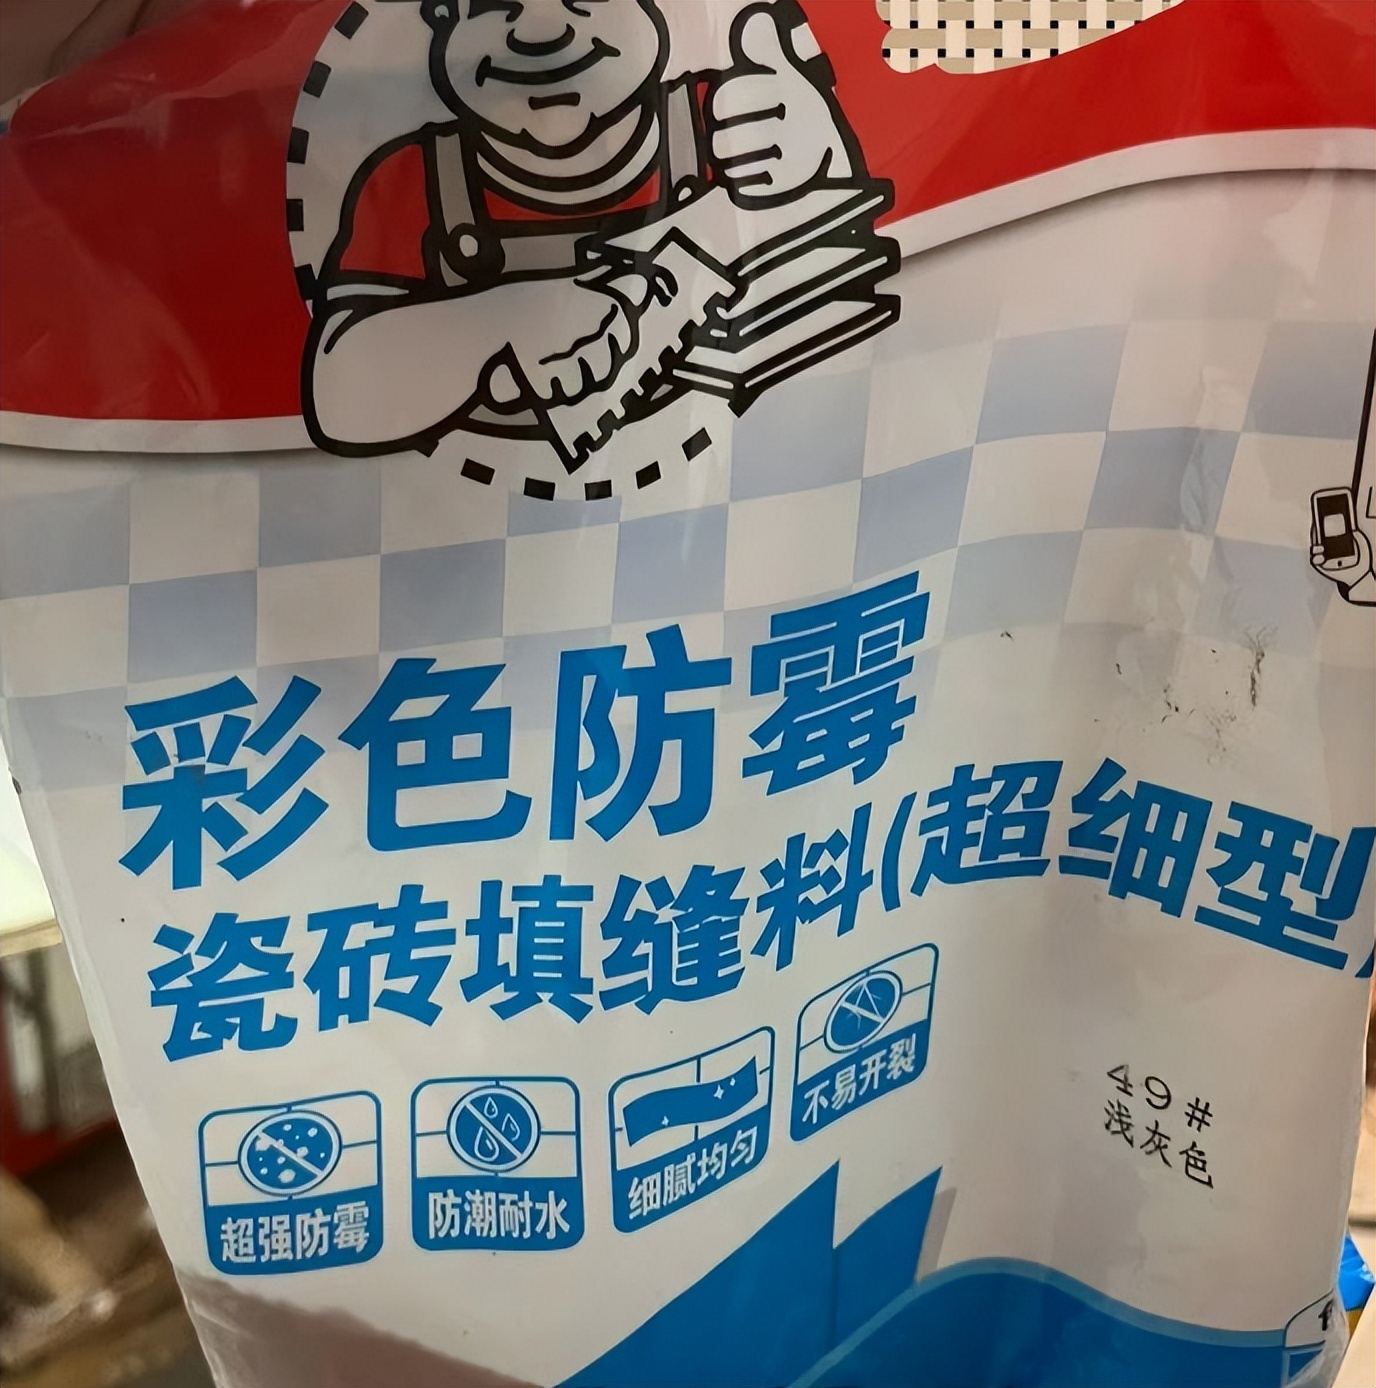 彩色防霉
瓷砖填缝料(超细型)
超强防霉
防潮耐水
细腻均匀
不易开裂
49#
浅灰色